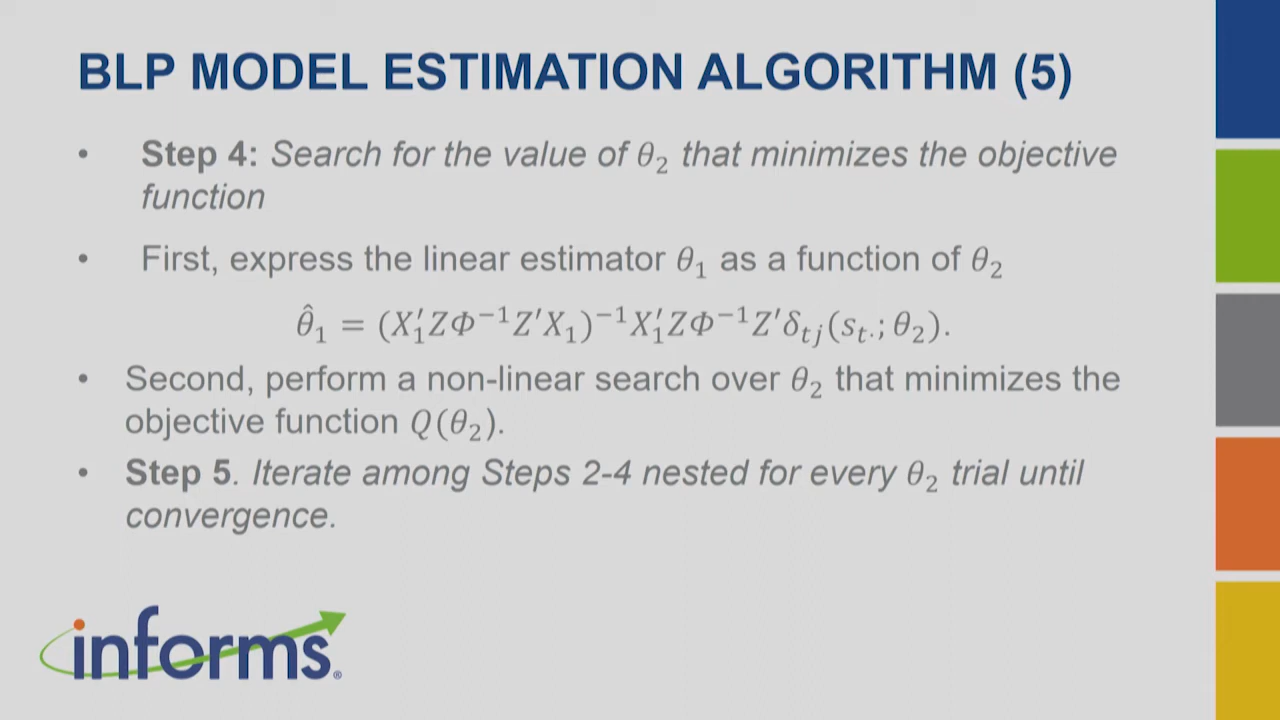 BLP MODEL ESTIMATION ALGORITHM (5)
• Step 4: Search for the value of θ₂ that minimizes the objective
function
• First, express the linear estimator θ₁ as a function of θ₂
θ̂₁ = (X₁′ZΦ⁻¹Z′X₁)⁻¹X₁′ZΦ⁻¹Z′δₜⱼ(sₜ.; θ₂).
• Second, perform a non-linear search over θ₂ that minimizes the
objective function Q(θ₂).
• Step 5. Iterate among Steps 2-4 nested for every θ₂ trial until
convergence.
informs®